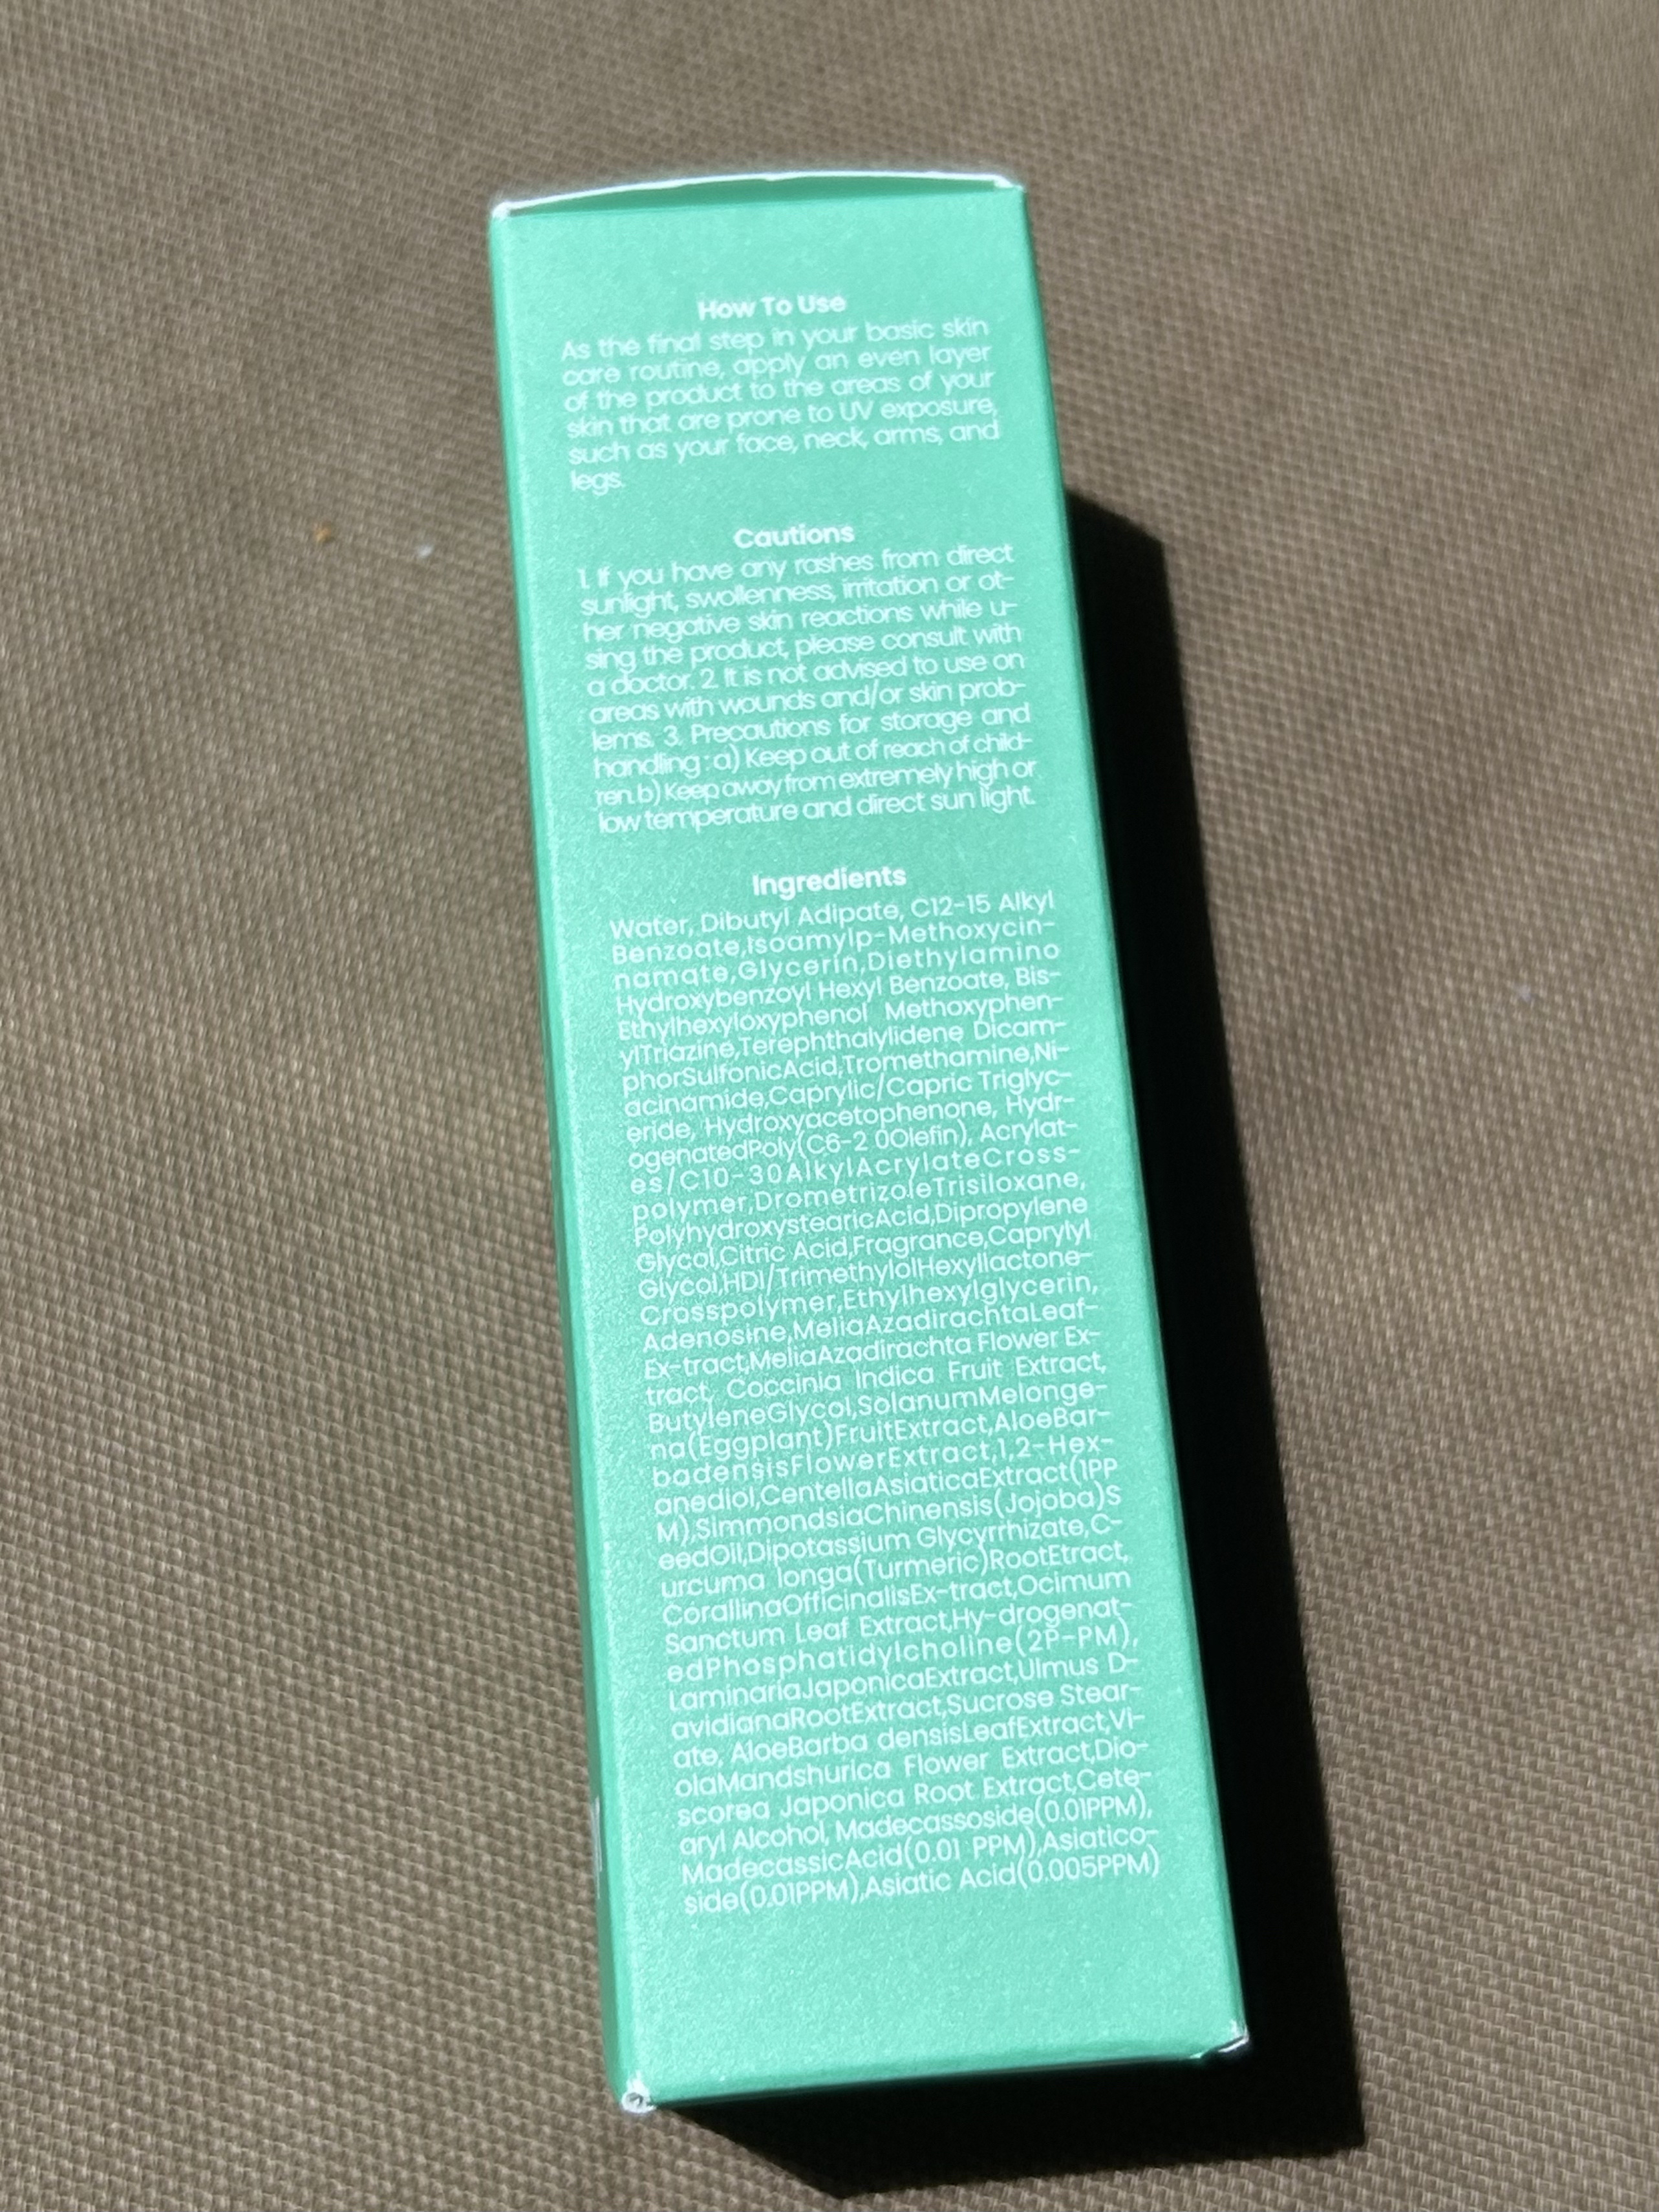 How To Use
As the final step in your basic skin
care routine, apply an even layer
of the product to the areas of your
skin that are prone to UV exposure,
such as your face, neck, arms, and
legs.
Cautions
1. If you have any rashes from direct
sunlight, swollenness, irritation or ot-
her negative skin reactions while u-
sing the product, please consult with
a doctor. 2. It is not advised to use on
areas with wounds and/or skin prob-
lems. 3. Precautions for storage and
handling : a) Keep out of reach of child-
ren. b) Keep away from extremely high or
low temperature and direct sun light.
Ingredients
Water, Dibutyl Adipate, C12-15 Alkyl
Benzoate,Isoamylp-Methoxycin-
namate,Glycerin,Diethylamino
Hydroxybenzoyl Hexyl Benzoate, Bis-
Ethylhexyloxyphenol Methoxyphen-
ylTriazine,Terephthalylidene Dicam-
phorSulfonicAcid,Tromethamine,Ni-
acinamide,Caprylic/Capric Triglyc-
eride, Hydroxyacetophenone, Hydr-
ogenatedPoly(C6-2 0Olefin), Acrylat-
es/C10-30AlkylAcrylateCross-
polymer,DrometrizoleTrisiloxane,
PolyhydroxystearicAcid,Dipropylene
Glycol,Citric Acid,Fragrance,Caprylyl
Glycol,HDI/TrimethylolHexyllactone-
Crosspolymer,Ethylhexylglycerin,
Adenosine,MeliaAzadirachtaLeaf-
Ex-tract,MeliaAzadirachta Flower Ex-
tract, Coccinia Indica Fruit Extract,
ButyleneGlycol,SolanumMelonge-
na(Eggplant)FruitExtract,AloeBar-
badensisFlowerExtract,1,2-Hex-
anediol,CentellaAsiaticaExtract(1PP
M),SimmondsiaChinensis(Jojoba)S
eedOil,Dipotassium Glycyrrhizate,C-
urcuma longa(Turmeric)RootEtract,
CorallinaOfficinalisEx-tract,Ocimum
Sanctum Leaf Extract,Hy-drogenat-
edPhosphatidylcholine(2P-PM),
LaminariaJaponicaExtract,Ulmus D-
avidianaRootExtract,Sucrose Stear-
ate, AloeBarba densisLeafExtract,Vi-
olaMandshurica Flower Extract,Dio-
scorea Japonica Root Extract,Cete-
aryl Alcohol, Madecassoside(0.01PPM),
MadecassicAcid(0.01 PPM),Asiatico-
side(0.01PPM),Asiatic Acid(0.005PPM)